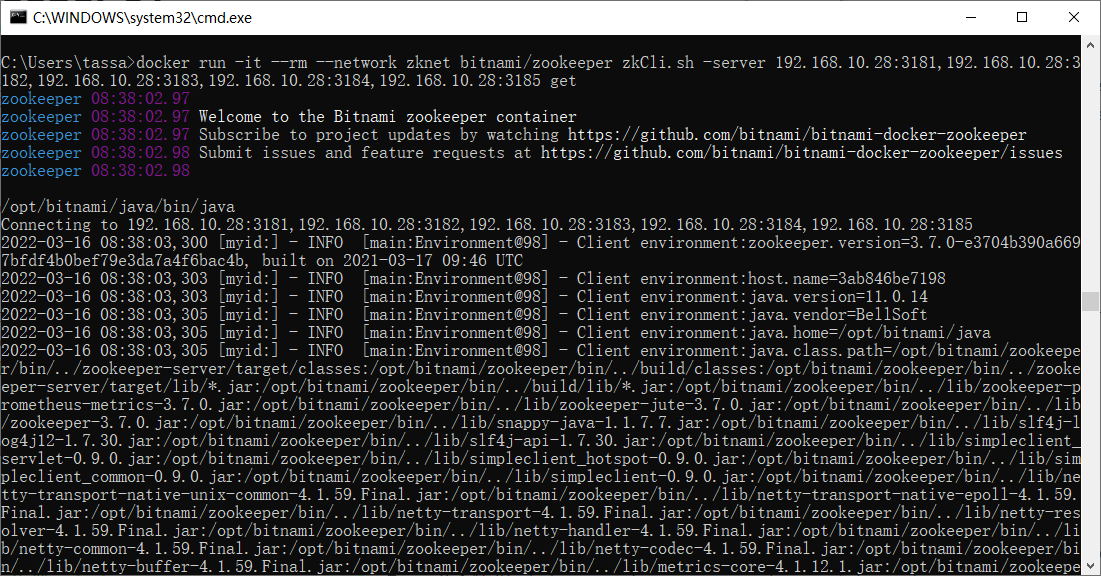 C:\WINDOWS\system32\cmd.exe
C:\Users\tassa>docker run -it --rm --network zknet bitnami/zookeeper zkCli.sh -server 192.168.10.28:3181,192.168.10.28:3
182,192.168.10.28:3183,192.168.10.28:3184,192.168.10.28:3185 get
zookeeper 08:38:02.97
zookeeper 08:38:02.97 Welcome to the Bitnami zookeeper container
zookeeper 08:38:02.97 Subscribe to project updates by watching https://github.com/bitnami/bitnami-docker-zookeeper
zookeeper 08:38:02.98 Submit issues and feature requests at https://github.com/bitnami/bitnami-docker-zookeeper/issues
zookeeper 08:38:02.98
/opt/bitnami/java/bin/java
Connecting to 192.168.10.28:3181,192.168.10.28:3182,192.168.10.28:3183,192.168.10.28:3184,192.168.10.28:3185
2022-03-16 08:38:03,300 [myid:] - INFO  [main:Environment@98] - Client environment:zookeeper.version=3.7.0-e3704b390a669
7bfdf4b0bef79e3da7a4f6bac4b, built on 2021-03-17 09:46 UTC
2022-03-16 08:38:03,303 [myid:] - INFO  [main:Environment@98] - Client environment:host.name=3ab846be7198
2022-03-16 08:38:03,303 [myid:] - INFO  [main:Environment@98] - Client environment:java.version=11.0.14
2022-03-16 08:38:03,305 [myid:] - INFO  [main:Environment@98] - Client environment:java.vendor=BellSoft
2022-03-16 08:38:03,305 [myid:] - INFO  [main:Environment@98] - Client environment:java.home=/opt/bitnami/java
2022-03-16 08:38:03,305 [myid:] - INFO  [main:Environment@98] - Client environment:java.class.path=/opt/bitnami/zookeepe
r/bin/../zookeeper-server/target/classes:/opt/bitnami/zookeeper/bin/../build/classes:/opt/bitnami/zookeeper/bin/../zooke
eper-server/target/lib/*.jar:/opt/bitnami/zookeeper/bin/../build/lib/*.jar:/opt/bitnami/zookeeper/bin/../lib/zookeeper-p
rometheus-metrics-3.7.0.jar:/opt/bitnami/zookeeper/bin/../lib/zookeeper-jute-3.7.0.jar:/opt/bitnami/zookeeper/bin/../lib
/zookeeper-3.7.0.jar:/opt/bitnami/zookeeper/bin/../lib/snappy-java-1.1.7.7.jar:/opt/bitnami/zookeeper/bin/../lib/slf4j-l
og4j12-1.7.30.jar:/opt/bitnami/zookeeper/bin/../lib/slf4j-api-1.7.30.jar:/opt/bitnami/zookeeper/bin/../lib/simpleclient_
servlet-0.9.0.jar:/opt/bitnami/zookeeper/bin/../lib/simpleclient_hotspot-0.9.0.jar:/opt/bitnami/zookeeper/bin/../lib/sim
pleclient_common-0.9.0.jar:/opt/bitnami/zookeeper/bin/../lib/simpleclient-0.9.0.jar:/opt/bitnami/zookeeper/bin/../lib/ne
tty-transport-native-unix-common-4.1.59.Final.jar:/opt/bitnami/zookeeper/bin/../lib/netty-transport-native-epoll-4.1.59.
Final.jar:/opt/bitnami/zookeeper/bin/../lib/netty-transport-4.1.59.Final.jar:/opt/bitnami/zookeeper/bin/../lib/netty-res
olver-4.1.59.Final.jar:/opt/bitnami/zookeeper/bin/../lib/netty-handler-4.1.59.Final.jar:/opt/bitnami/zookeeper/bin/../li
b/netty-common-4.1.59.Final.jar:/opt/bitnami/zookeeper/bin/../lib/netty-codec-4.1.59.Final.jar:/opt/bitnami/zookeeper/bi
n/../lib/netty-buffer-4.1.59.Final.jar:/opt/bitnami/zookeeper/bin/../lib/metrics-core-4.1.12.1.jar:/opt/bitnami/zookeepe